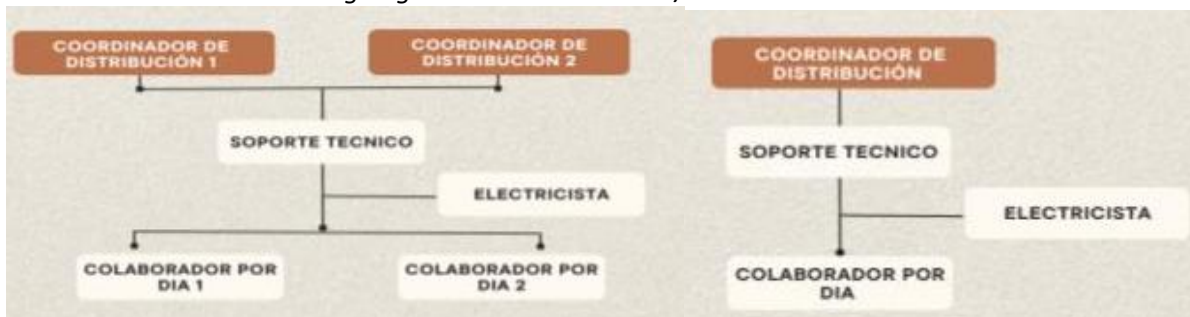 COORDINADOR DE
DISTRIBUCIÓN 1
COORDINADOR DE
DISTRIBUCIÓN 2
SOPORTE TECNICO
ELECTRICISTA
COLABORADOR POR
DIA 1
COLABORADOR POR
DIA 2
COORDINADOR DE
DISTRIBUCIÓN
SOPORTE TECNICO
ELECTRICISTA
COLABORADOR POR
DIA